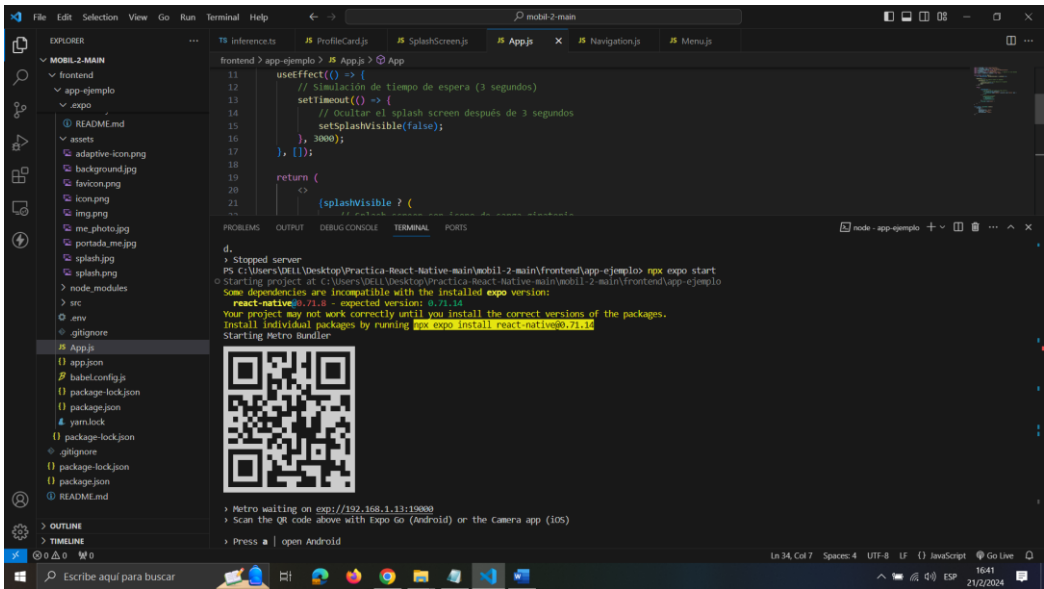 File Edit Selection View Go Run Terminal Help
mobil-2-main
EXPLORER
MOBIL-2-MAIN
frontend
app-ejemplo
.expo
README.md
assets
adaptive-icon.png
background.jpg
favicon.png
icon.png
img.png
me_photo.jpg
portada_me.jpg
splash.jpg
splash.png
node_modules
src
.env
.gitignore
JS App.js
{} app.json
babel.config.js
{} package-lock.json
{} package.json
yarn.lock
{} package-lock.json
.gitignore
{} package-lock.json
{} package.json
README.md
OUTLINE
TIMELINE
TS inference.ts JS ProfileCard.js JS SplashScreen.js JS App.js JS Navigation.js JS Menu.js
frontend > app-ejemplo > JS App.js > App
11 useEffect(() => {
12 // Simulación de tiempo de espera (3 segundos)
13 setTimeout(() => {
14 // Ocultar el splash screen después de 3 segundos
15 setSplashVisible(false);
16 }, 3000);
17 }, []);
18
19 return (
20 <>
21 {splashVisible ? (
PROBLEMS OUTPUT DEBUG CONSOLE TERMINAL PORTS
node - app-ejemplo
d.
› Stopped server
PS C:\Users\DELL\Desktop\Practica-React-Native-main\mobil-2-main\frontend\app-ejemplo> npx expo start
Starting project at C:\Users\DELL\Desktop\Practica-React-Native-main\mobil-2-main\frontend\app-ejemplo
Some dependencies are incompatible with the installed expo version:
react-native@0.71.8 - expected version: 0.71.14
Your project may not work correctly until you install the correct versions of the packages.
Install individual packages by running npx expo install react-native@0.71.14
Starting Metro Bundler
› Metro waiting on exp://192.168.1.13:19000
› Scan the QR code above with Expo Go (Android) or the Camera app (iOS)
› Press a │ open Android
0 0 0 Ln 34, Col 7 Spaces: 4 UTF-8 LF {} JavaScript Go Live
Escribe aquí para buscar
ESP
16:41
21/2/2024